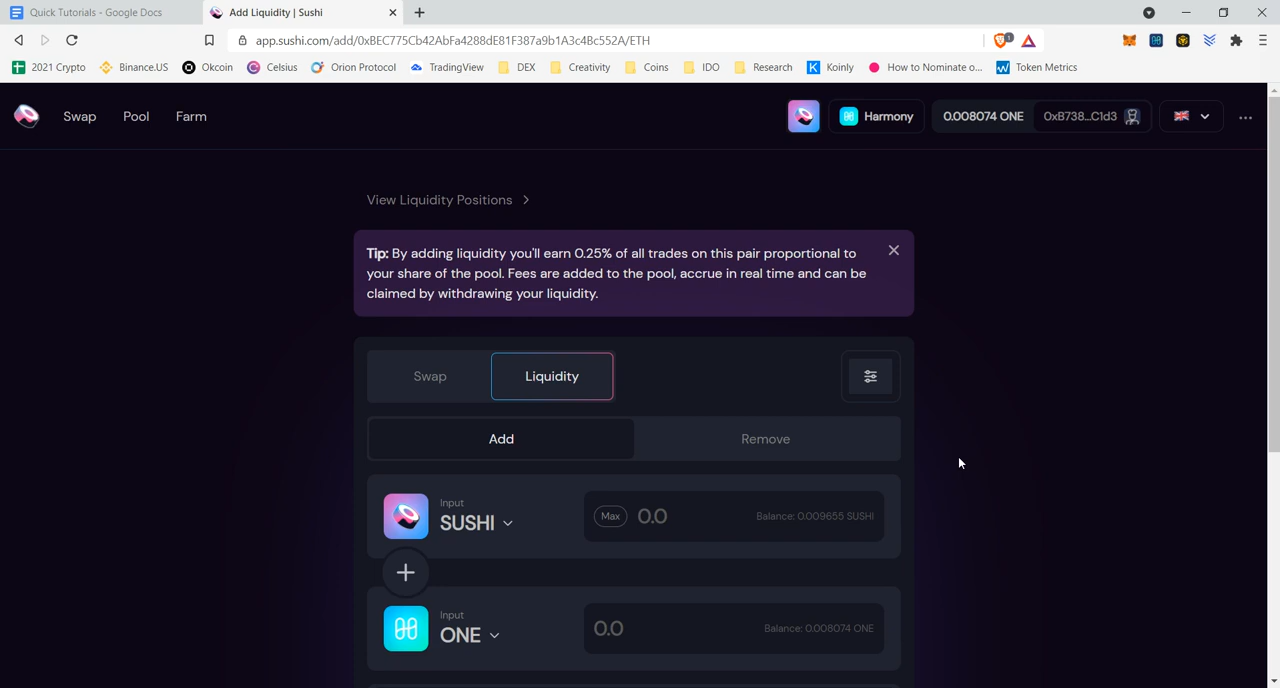 Quick Tutorials - Google Docs
Add Liquidity | Sushi
app.sushi.com/add/0xBEC775Cb42AbFa4288dE81F387a9b1A3c4Bc552A/ETH
1
2021 Crypto
Binance.US
Okcoin
Celsius
Orion Protocol
TradingView
DEX
Creativity
Coins
IDO
Research
Koinly
How to Nominate o...
Token Metrics
Swap
Pool
Farm
Harmony
0.008074 ONE
0xB738...C1d3
View Liquidity Positions
Tip: By adding liquidity you'll earn 0.25% of all trades on this pair proportional to
your share of the pool. Fees are added to the pool, accrue in real time and can be
claimed by withdrawing your liquidity.
Swap
Liquidity
Add
Remove
Input
SUSHI
Max
0.0
Balance: 0.009655 SUSHI
Input
ONE
0.0
Balance: 0.008074 ONE